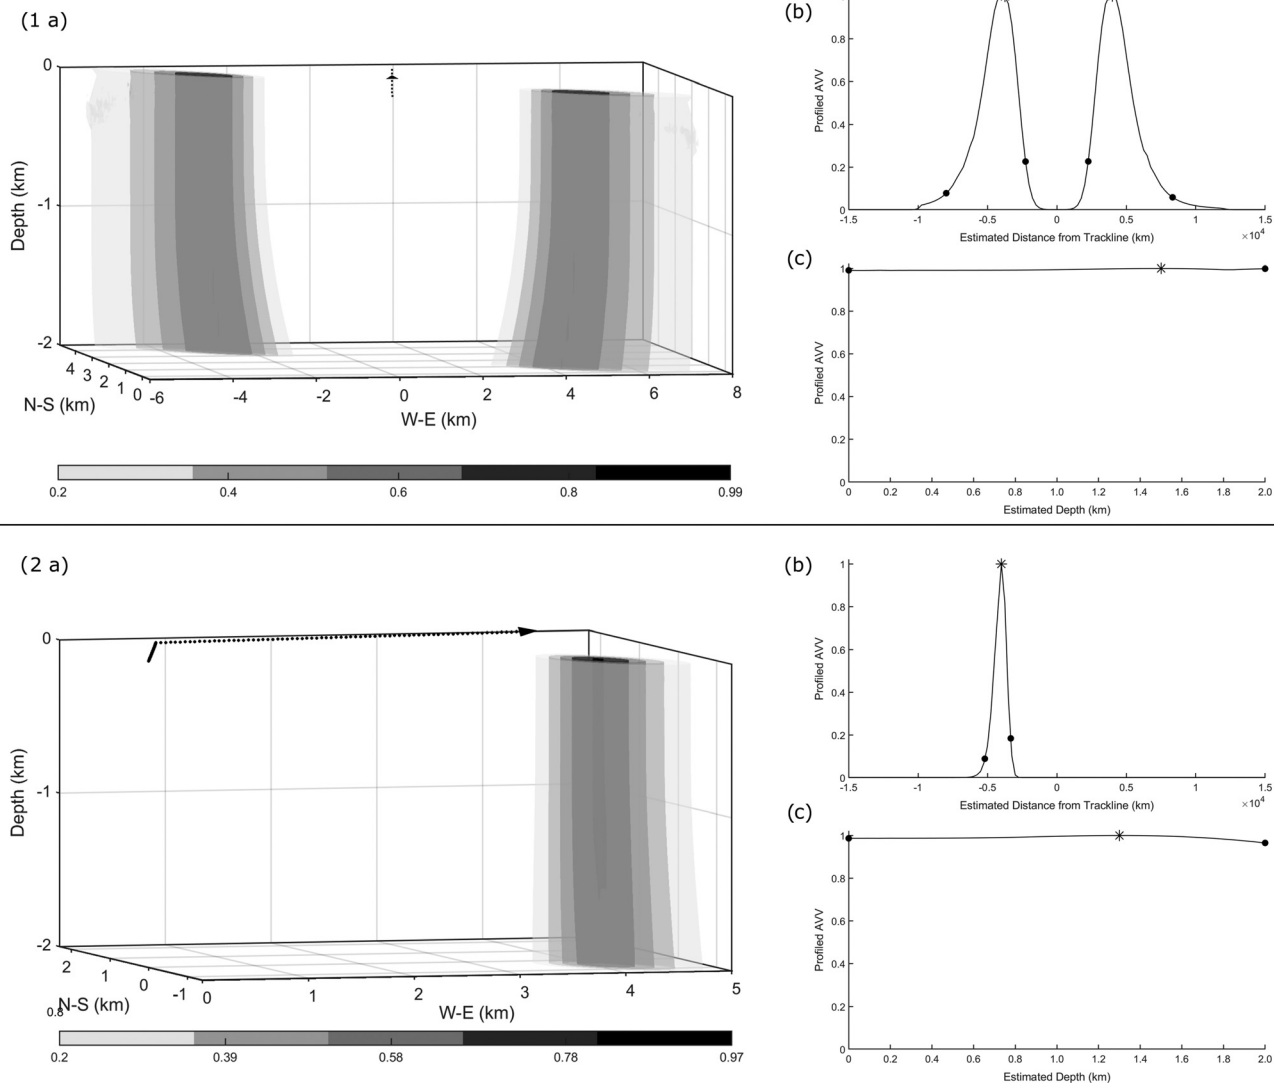 (1 a)
0
-1
-2
Depth (km)
4 3 2 1 0
N-S (km)
-6 -4 -2 0 2 4 6 8
W-E (km)
0.2 0.4 0.6 0.8 0.99
(b)
0.8
0.6
0.4
0.2
0
Profiled AVV
-1.5 -1 -0.5 0 0.5 1 1.5
Estimated Distance from Trackline (km)
×10⁴
(c)
1
0.8
0.6
0.4
0.2
0
Profiled AVV
0 0.2 0.4 0.6 0.8 1.0 1.2 1.4 1.6 1.8 2.0
Estimated Depth (km)
(2 a)
0
-1
-2
Depth (km)
2 1 0 -1
N-S (km)
0 1 2 3 4 5
W-E (km)
0.8
0.2 0.39 0.58 0.78 0.97
(b)
1
0.8
0.6
0.4
0.2
0
Profiled AVV
-1.5 -1 -0.5 0 0.5 1 1.5
Estimated Distance from Trackline (km)
×10⁴
(c)
1
0.8
0.6
0.4
0.2
0
Profiled AVV
0 0.2 0.4 0.6 0.8 1.0 1.2 1.4 1.6 1.8 2.0
Estimated Depth (km)